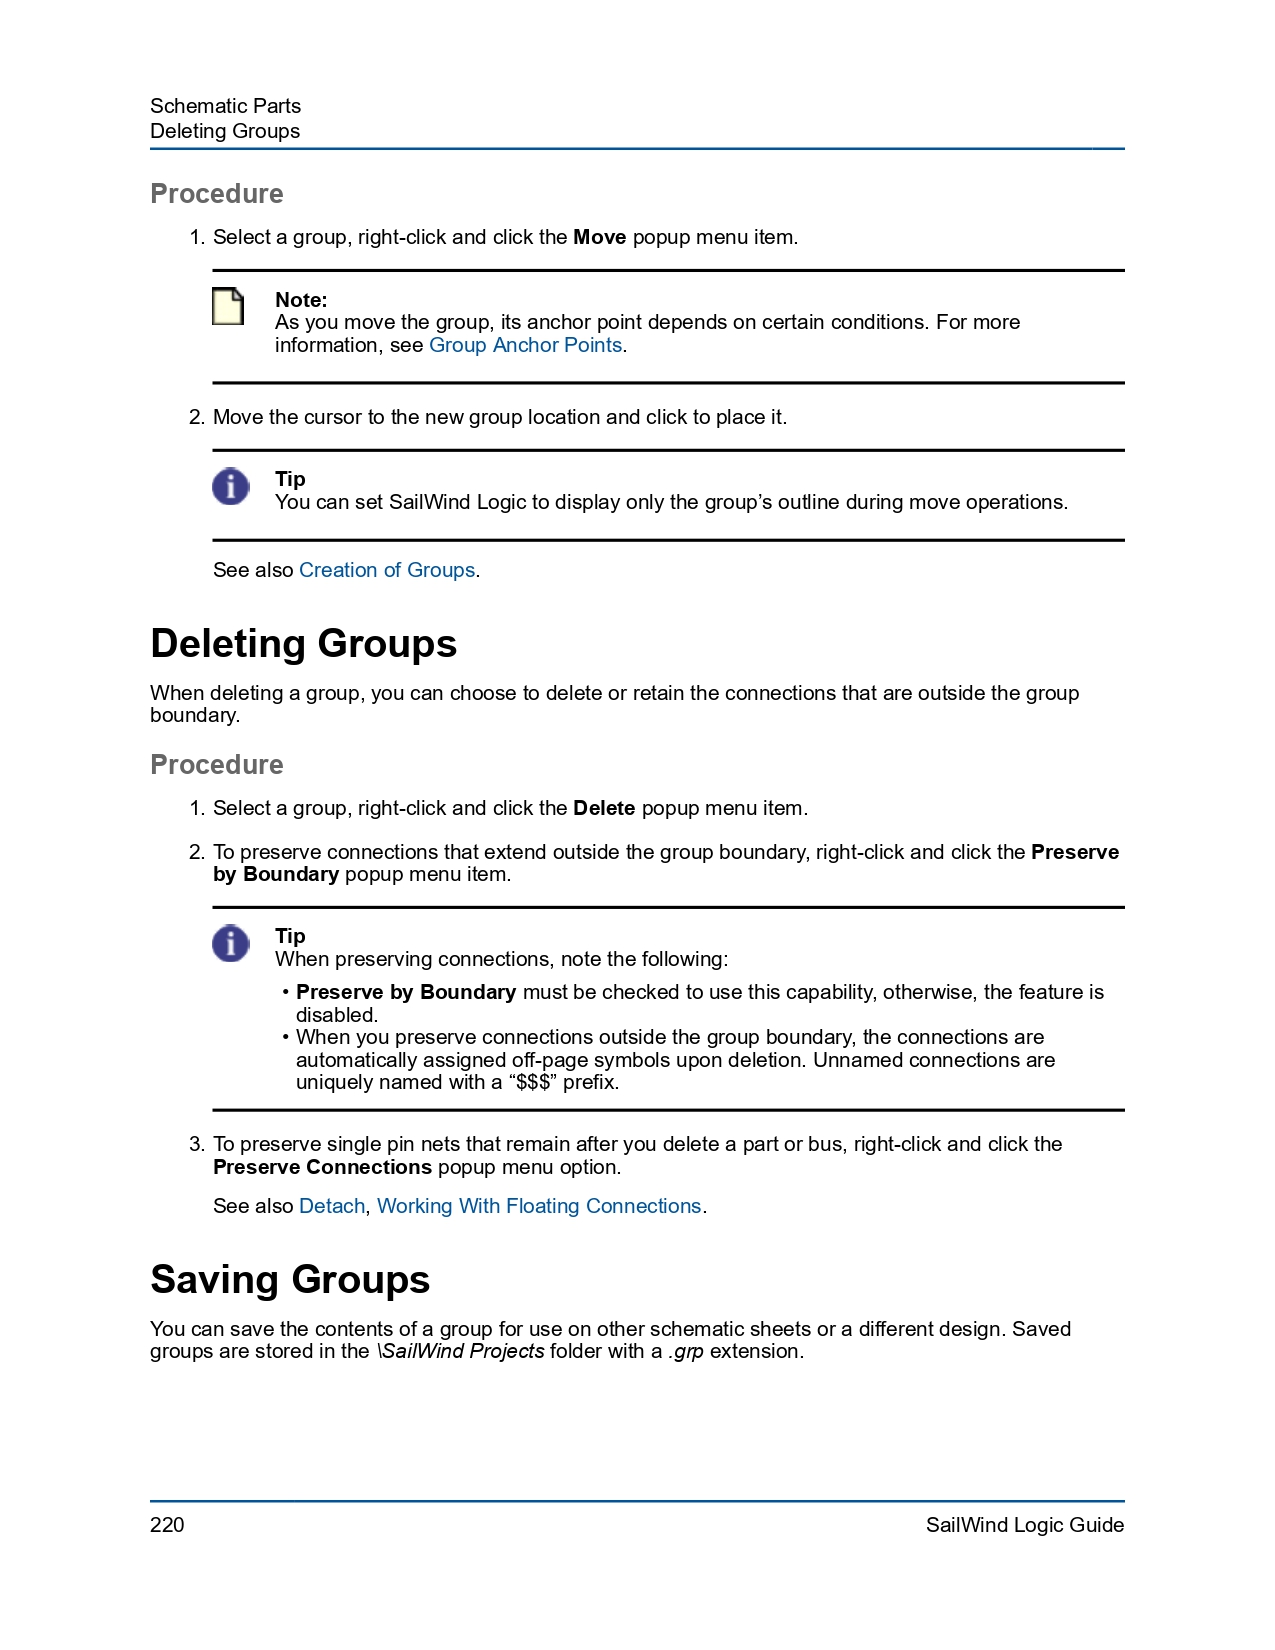 Schematic Parts
Deleting Groups
Procedure
1. Select a group, right-click and click the Move popup menu item.
Note:
As you move the group, its anchor point depends on certain conditions. For more
information, see Group Anchor Points.
2. Move the cursor to the new group location and click to place it.
Tip
You can set SailWind Logic to display only the group’s outline during move operations.
See also Creation of Groups.
Deleting Groups
When deleting a group, you can choose to delete or retain the connections that are outside the group
boundary.
Procedure
1. Select a group, right-click and click the Delete popup menu item.
2. To preserve connections that extend outside the group boundary, right-click and click the Preserve
by Boundary popup menu item.
Tip
When preserving connections, note the following:
• Preserve by Boundary must be checked to use this capability, otherwise, the feature is
disabled.
• When you preserve connections outside the group boundary, the connections are
automatically assigned off-page symbols upon deletion. Unnamed connections are
uniquely named with a “$$$” prefix.
3. To preserve single pin nets that remain after you delete a part or bus, right-click and click the
Preserve Connections popup menu option.
See also Detach, Working With Floating Connections.
Saving Groups
You can save the contents of a group for use on other schematic sheets or a different design. Saved
groups are stored in the \SailWind Projects folder with a .grp extension.
220
SailWind Logic Guide